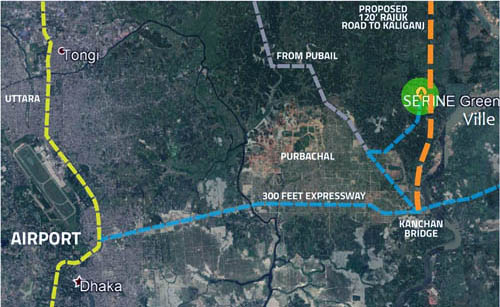 PROPOSED
120' RAJUK
ROAD TO KALIGANJ
Tongi
FROM PUBAIL
UTTARA
SERINE Green
Ville
PURBACHAL
300 FEET EXPRESSWAY
KANCHAN
BRIDGE
AIRPORT
Dhaka